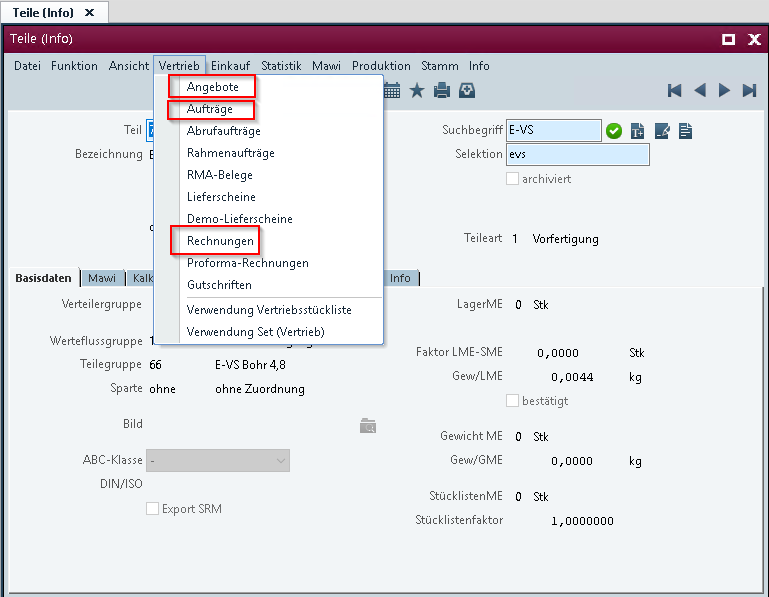 Teile (Info) ×
Teile (Info)
Datei Funktion Ansicht Vertrieb Einkauf Statistik Mawi Produktion Stamm Info
Angebote
Aufträge
Abrufaufträge
Rahmenaufträge
RMA-Belege
Lieferscheine
Demo-Lieferscheine
Rechnungen
Proforma-Rechnungen
Gutschriften
Verwendung Vertriebsstückliste
Verwendung Set (Vertrieb)
Teil
Suchbegriff E-VS
Bezeichnung
Selektion evs
archiviert
Teileart 1 Vorfertigung
Basisdaten Mawi Kalk Info
Verteilergruppe
LagerME 0 Stk
Werteflussgruppe 1
Faktor LME-SME 0,0000 Stk
Teilegruppe 66 E-VS Bohr 4,8
Gew/LME 0,0044 kg
Sparte ohne ohne Zuordnung
bestätigt
Bild
Gewicht ME 0 Stk
ABC-Klasse -
Gew/GME 0,0000 kg
DIN/ISO
StücklistenME 0 Stk
Export SRM
Stücklistenfaktor 1,0000000